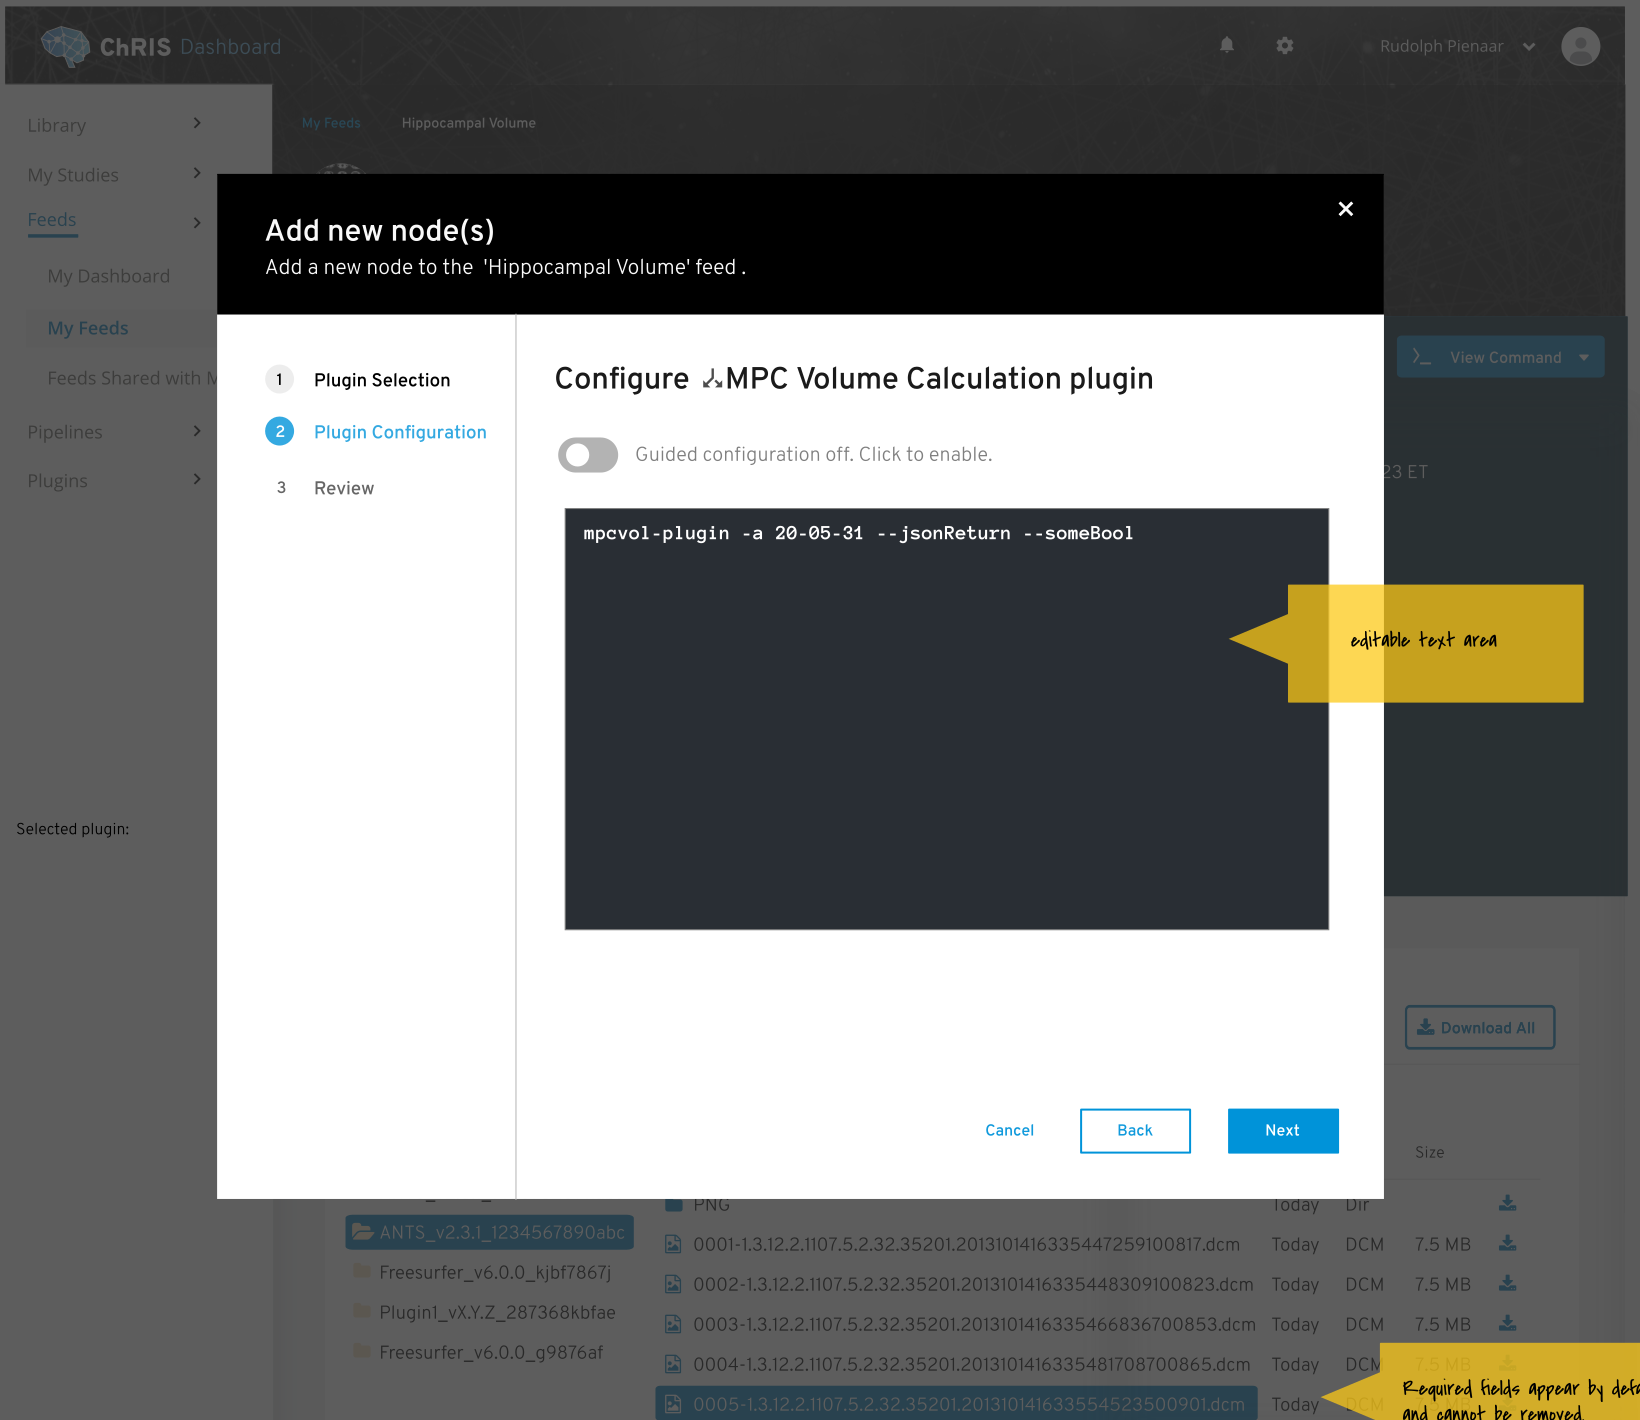 ChRIS Dashboard
Rudolph Pienaar
Library
My Feeds
Hippocampal Volume
My Studies
Feeds
My Dashboard
My Feeds
Feeds Shared with
Pipelines
Plugins
Selected plugin:
Add new node(s)
Add a new node to the 'Hippocampal Volume' feed .
1 Plugin Selection
2 Plugin Configuration
3 Review
Configure MPC Volume Calculation plugin
Guided configuration off. Click to enable.
mpcvol-plugin -a 20-05-31 --jsonReturn --someBool
editable text area
Cancel
Back
Next
View Command
23 ET
Download All
Size
PNG Today Dir
ANTS_v2.3.1_1234567890abc
Freesurfer_v6.0.0_kjbf7867j
Plugin1_vX.Y.Z_287368kbfae
Freesurfer_v6.0.0_g9876af
0001-1.3.12.2.1107.5.2.32.35201.2013101416335447259100817.dcm Today DCM 7.5 MB
0002-1.3.12.2.1107.5.2.32.35201.2013101416335448309100823.dcm Today DCM 7.5 MB
0003-1.3.12.2.1107.5.2.32.35201.2013101416335466836700853.dcm Today DCM 7.5 MB
0004-1.3.12.2.1107.5.2.32.35201.2013101416335481708700865.dcm Today DCM 7.5 MB
0005-1.3.12.2.1107.5.2.32.35201.201310141633554523500901.dcm Today DCM 7.5 MB
Required fields appear by
and cannot be removed.